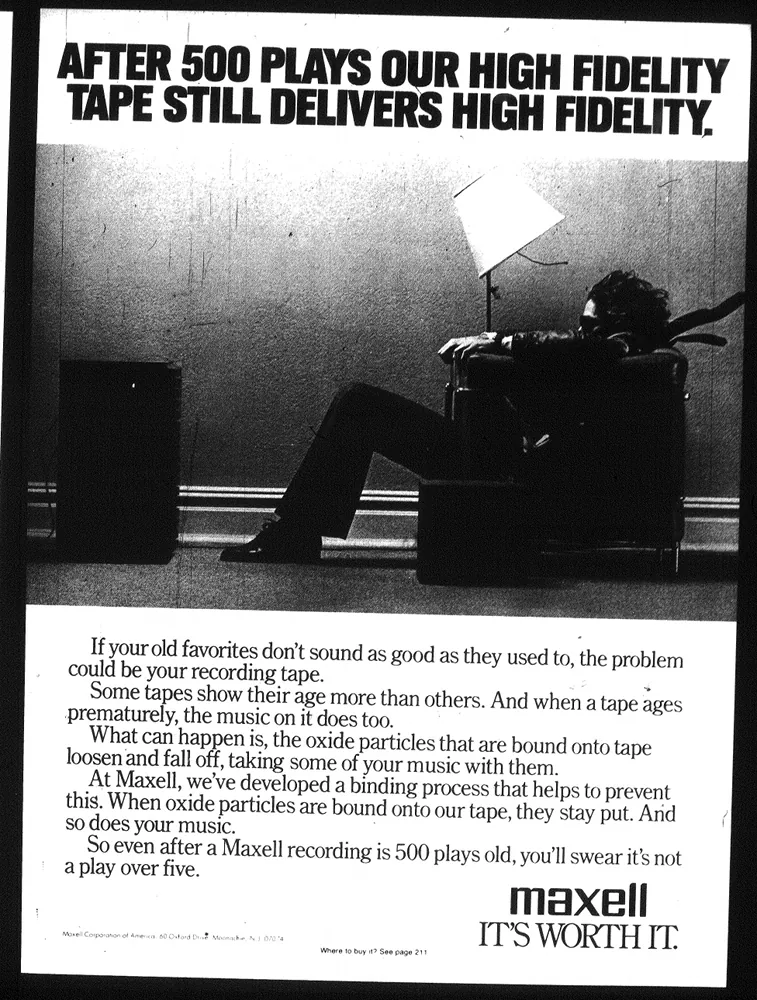 AFTER 500 PLAYS OUR HIGH FIDELITY
TAPE STILL DELIVERS HIGH FIDELITY.
If your old favorites don't sound as good as they used to, the problem
could be your recording tape.
Some tapes show their age more than others. And when a tape ages
prematurely, the music on it does too.
What can happen is, the oxide particles that are bound onto tape
loosen and fall off, taking some of your music with them.
At Maxell, we've developed a binding process that helps to prevent
this. When oxide particles are bound onto our tape, they stay put. And
so does your music.
So even after a Maxell recording is 500 plays old, you'll swear it's not
a play over five.
maxell
IT'S WORTH IT.
Maxell Corporation of America, 60 Oxford Drive, Moonachie, N.J.
Where to buy it? See page 211